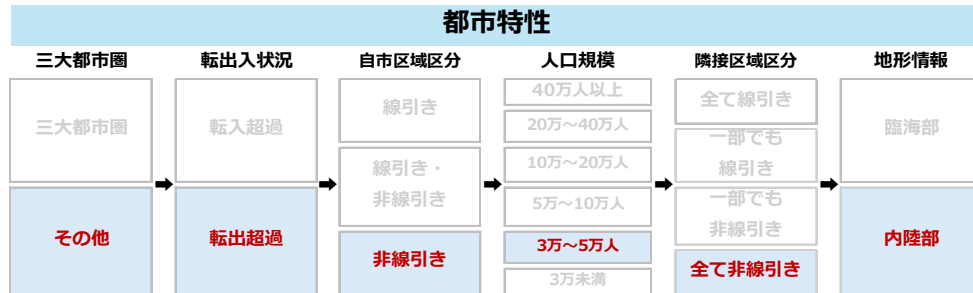 都市特性
三大都市圏
転出入状況
自市区域区分
人口規模
隣接区域区分
地形情報
三大都市圏
その他
転入超過
転出超過
線引き
線引き・
非線引き
非線引き
40万人以上
20万～40万人
10万～20万人
5万～10万人
3万～5万人
3万未満
全て線引き
一部でも
線引き
一部でも
非線引き
全て非線引き
臨海部
内陸部